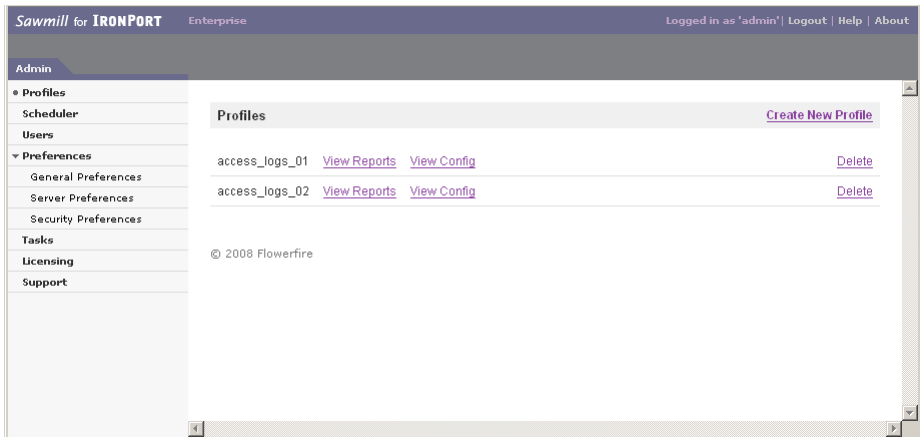 Sawmill for IRONPORT Enterprise Logged in as 'admin'| Logout | Help | About
Admin
Profiles
Scheduler
Users
Preferences
General Preferences
Server Preferences
Security Preferences
Tasks
Licensing
Support
Profiles Create New Profile
access_logs_01 View Reports View Config Delete
access_logs_02 View Reports View Config Delete
© 2008 Flowerfire